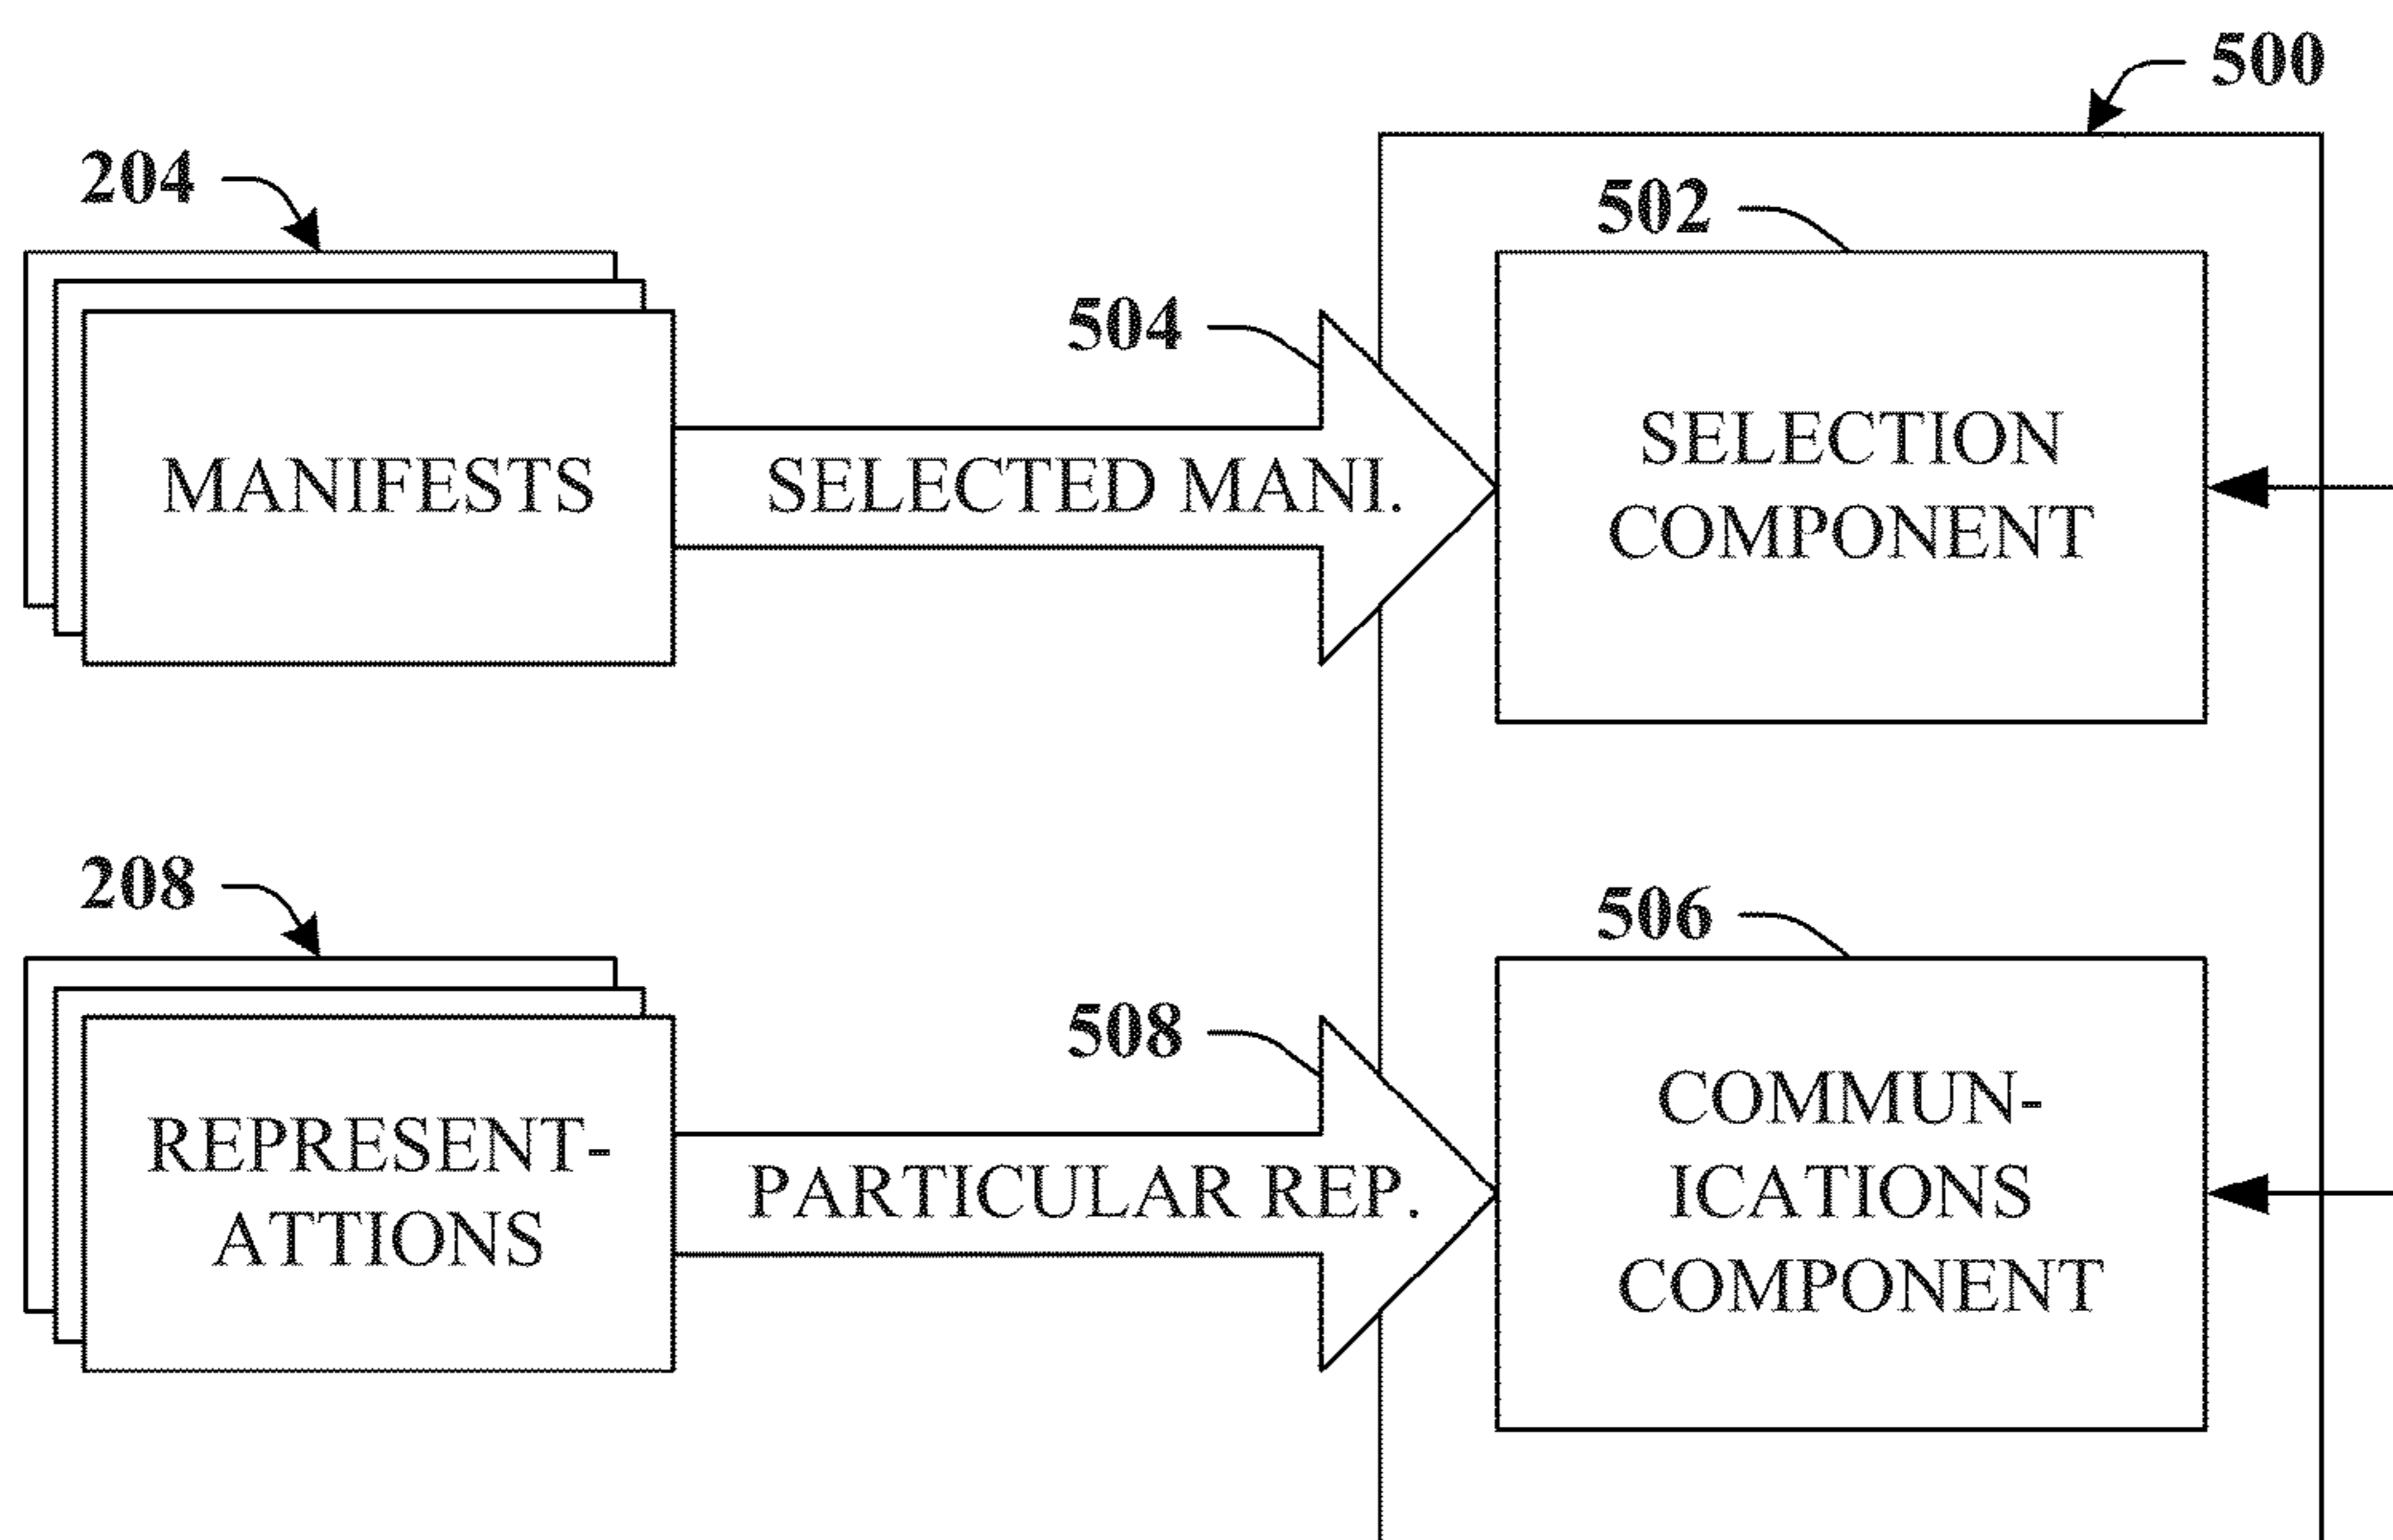 500
204
502
504
MANIFESTS
SELECTED MANI.
SELECTION
COMPONENT
208
506
508
REPRESENT-
ATTIONS
PARTICULAR REP.
COMMUN-
ICATIONS
COMPONENT